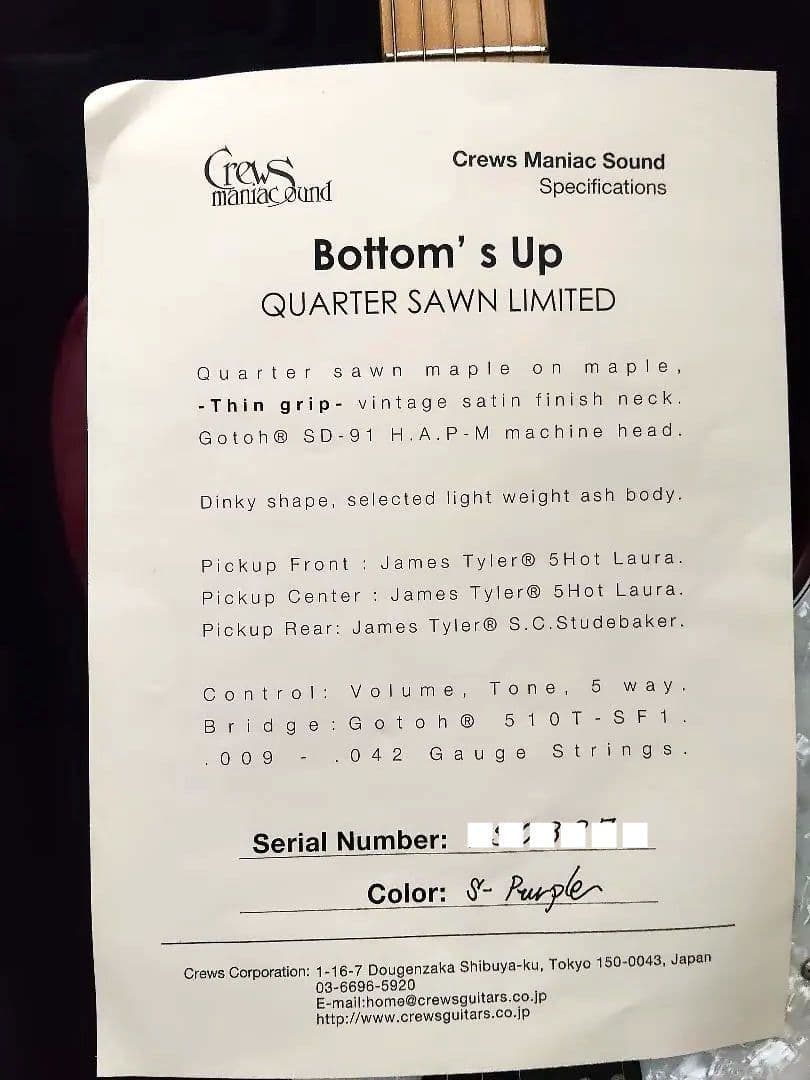 Crews
maniac sound
Crews Maniac Sound
Specifications
Bottom's Up
QUARTER SAWN LIMITED
Quarter sawn maple on maple,
-Thin grip- vintage satin finish neck.
Gotoh® SD-91 H.A.P-M machine head.
Dinky shape, selected light weight ash body.
Pickup Front : James Tyler® 5Hot Laura.
Pickup Center : James Tyler® 5Hot Laura.
Pickup Rear: James Tyler® S.C.Studebaker.
Control: Volume, Tone, 5 way.
Bridge:Gotoh® 510T-SF1.
.009 - .042 Gauge Strings.
Serial Number:
Color: S- Purple
Crews Corporation: 1-16-7 Dougenzaka Shibuya-ku, Tokyo 150-0043, Japan
03-6696-5920
E-mail:home@crewsguitars.co.jp
http://www.crewsguitars.co.jp